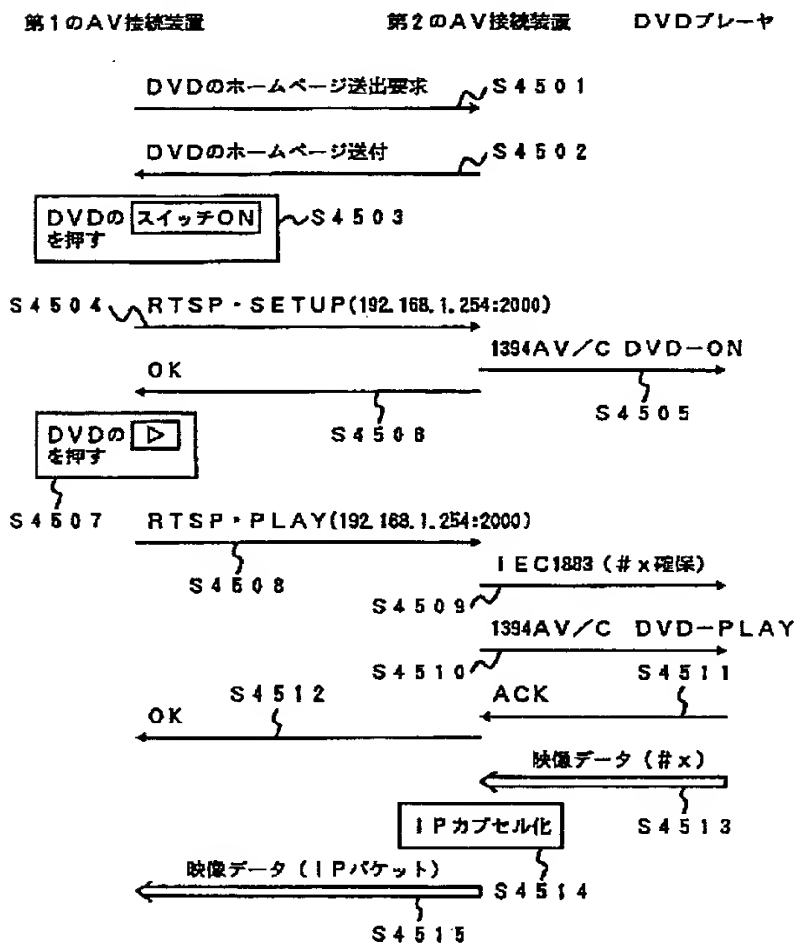 第1のAV接続装置 第2のAV接続装置 DVDプレーヤ
DVDのホームページ送出要求 S4501
DVDのホームページ送付 S4502
DVDの スイッチON
を押す
S4503
S4504 RTSP・SETUP(192.168.1.254:2000)
1394AV/C DVD-ON
OK
S4505
S4506
DVDの ▷
を押す
S4507 RTSP・PLAY(192.168.1.254:2000)
S4508
IEC1883(#x確保)
S4509
1394AV/C DVD-PLAY
S4510
S4511
ACK
S4512
OK
映像データ(#x)
S4513
IPカプセル化
S4514
映像データ(IPパケット)
S4515